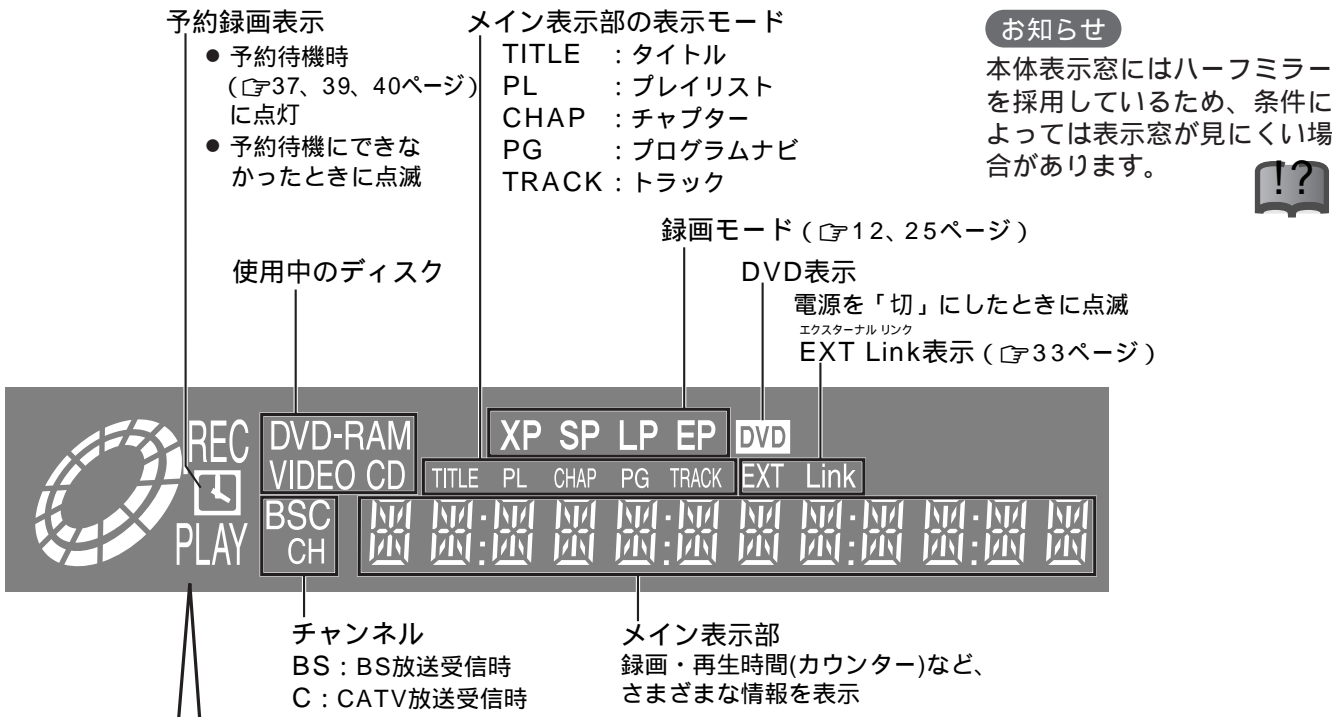 予約録画表示
● 予約待機時
(☞37、39、40ページ)
に点灯
● 予約待機にできな
かったときに点滅
メイン表示部の表示モード
TITLE : タイトル
PL : プレイリスト
CHAP : チャプター
PG : プログラムナビ
TRACK : トラック
お知らせ
本体表示窓にはハーフミラー
を採用しているため、条件に
よっては表示窓が見にくい場
合があります。
!?
録画モード(☞12、25ページ)
使用中のディスク
DVD表示
電源を「切」にしたときに点滅
エクスターナル リンク
EXT Link表示(☞33ページ)
REC
PLAY
DVD-RAM
VIDEO CD
XP SP LP EP DVD
TITLE PL CHAP PG TRACK EXT Link
BSC
CH
チャンネル
BS : BS放送受信時
C : CATV放送受信時
メイン表示部
録画・再生時間(カウンター)など、
さまざまな情報を表示